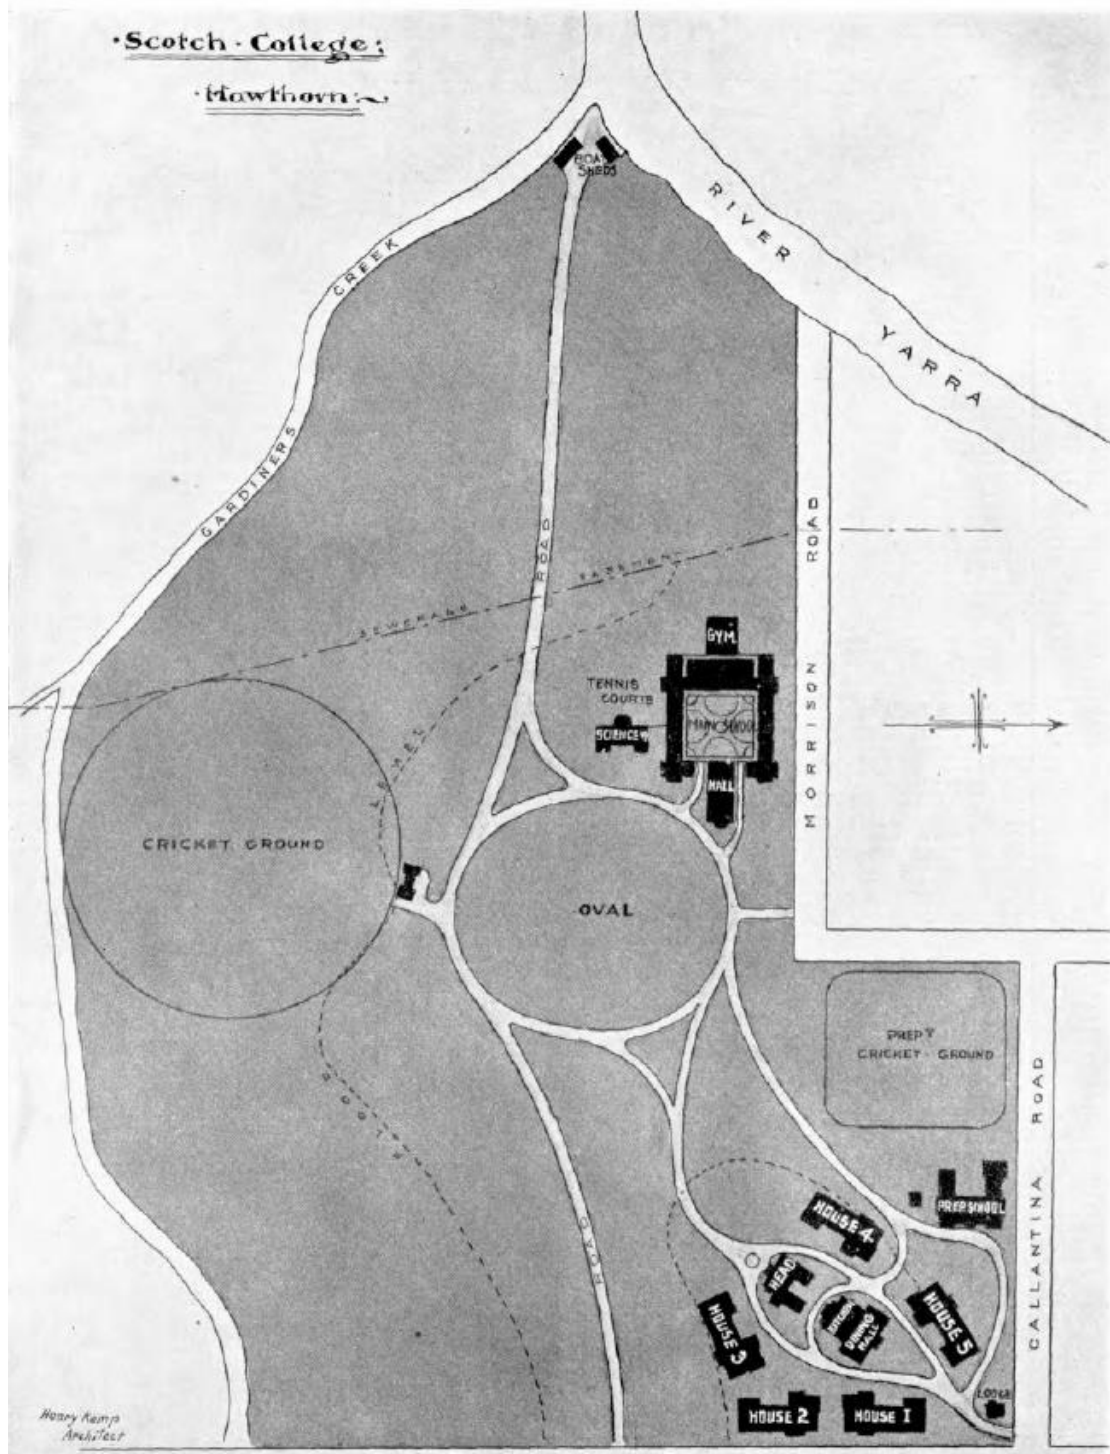 Scotch · College:
Hawthorn:
BOAT
SHEDS
RIVER
YARRA
GARDINERS CREEK
ROAD
SEWERAGE EASEMENT
MORRISON ROAD
GYM.
MAIN SCHOOL
HALL
TENNIS
COURTS
SCIENCE
FLOOD LEVEL
CRICKET GROUND
OVAL
PREPY
CRICKET-GROUND
CALLANTINA ROAD
ROAD
PREP SCHOOL
HOUSE 4
HEAD
HOUSE 5
HOUSE 3
DINING
HALL
LODGE
HOUSE 2
HOUSE I
Henry Kemp
Architect